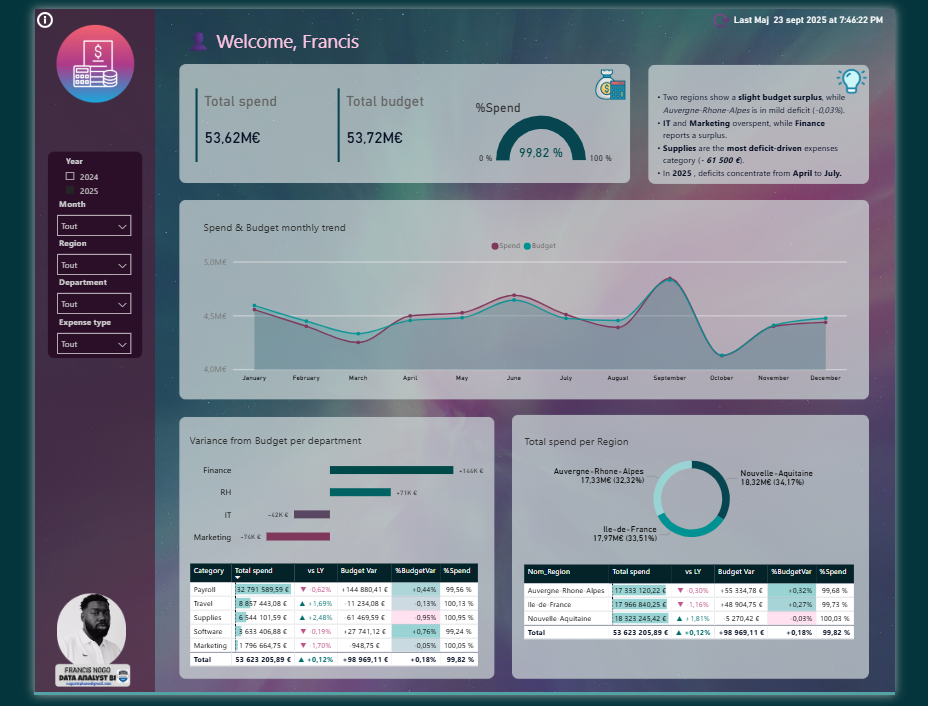 Last Maj 23 sept 2025 at 7:46:22 PM
Welcome, Francis
Total spend
53,62M€
Total budget
53,72M€
%Spend
0 %
99,82 %
100 %
• Two regions show a slight budget surplus, while
Auvergne-Rhone-Alpes is in mild deficit (-0,03%).
• IT and Marketing overspent, while Finance
reports a surplus.
• Supplies are the most deficit-driven expenses
category (- 61 500 €).
• In 2025 , deficits concentrate from April to July.
Year
2024
2025
Month
Tout
Region
Tout
Department
Tout
Expense type
Tout
Spend & Budget monthly trend
Spend Budget
5,0M€
4,5M€
4,0M€
January February March April May June July August September October November December
Variance from Budget per department
Finance +144K €
RH +71K €
IT -42K €
Marketing -74K €
Category Total spend vs LY Budget Var %BudgetVar %Spend
Payroll 32 791 589,59 € ▼ -0,62% +144 880,41 € +0,44% 99,56 %
Travel 8 857 443,08 € ▲ +1,69% -11 234,08 € -0,13% 100,13 %
Supplies 6 544 101,59 € ▲ +2,48% -61 469,59 € -0,95% 100,95 %
Software 3 633 406,88 € ▼ -0,19% +27 741,12 € +0,76% 99,24 %
Marketing 1 796 664,75 € ▼ -1,70% -948,75 € -0,05% 100,05 %
Total 53 623 205,89 € ▲ +0,12% +98 969,11 € +0,18% 99,82 %
Total spend per Region
Auvergne-Rhone-Alpes
17,33M€ (32,32%)
Nouvelle-Aquitaine
18,32M€ (34,17%)
Ile-de-France
17,97M€ (33,51%)
Nom_Region Total spend vs LY Budget Var %BudgetVar %Spend
Auvergne-Rhone-Alpes 17 333 120,22 € ▼ -0,30% +55 334,78 € +0,32% 99,68 %
Ile-de-France 17 966 840,25 € ▼ -1,16% +48 904,75 € +0,27% 99,73 %
Nouvelle-Aquitaine 18 323 245,42 € ▲ +1,81% -5 270,42 € -0,03% 100,03 %
Total 53 623 205,89 € ▲ +0,12% +98 969,11 € +0,18% 99,82 %
FRANCIS NOGO
DATA ANALYST BI